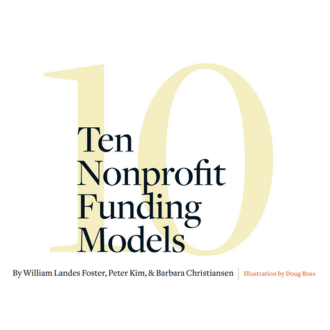 10
Ten
Nonprofit
Funding
Models
By William Landes Foster, Peter Kim, & Barbara Christiansen | Illustration by Doug Ross